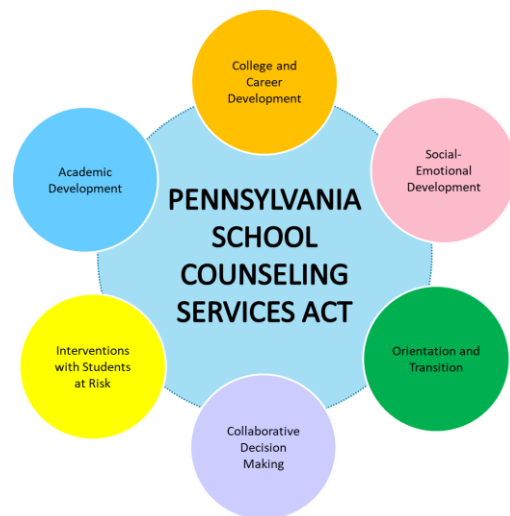 College and
Career
Development
Social-
Emotional
Development
Academic
Development
PENNSYLVANIA
SCHOOL
COUNSELING
SERVICES ACT
Orientation and
Transition
Interventions
with Students
at Risk
Collaborative
Decision
Making